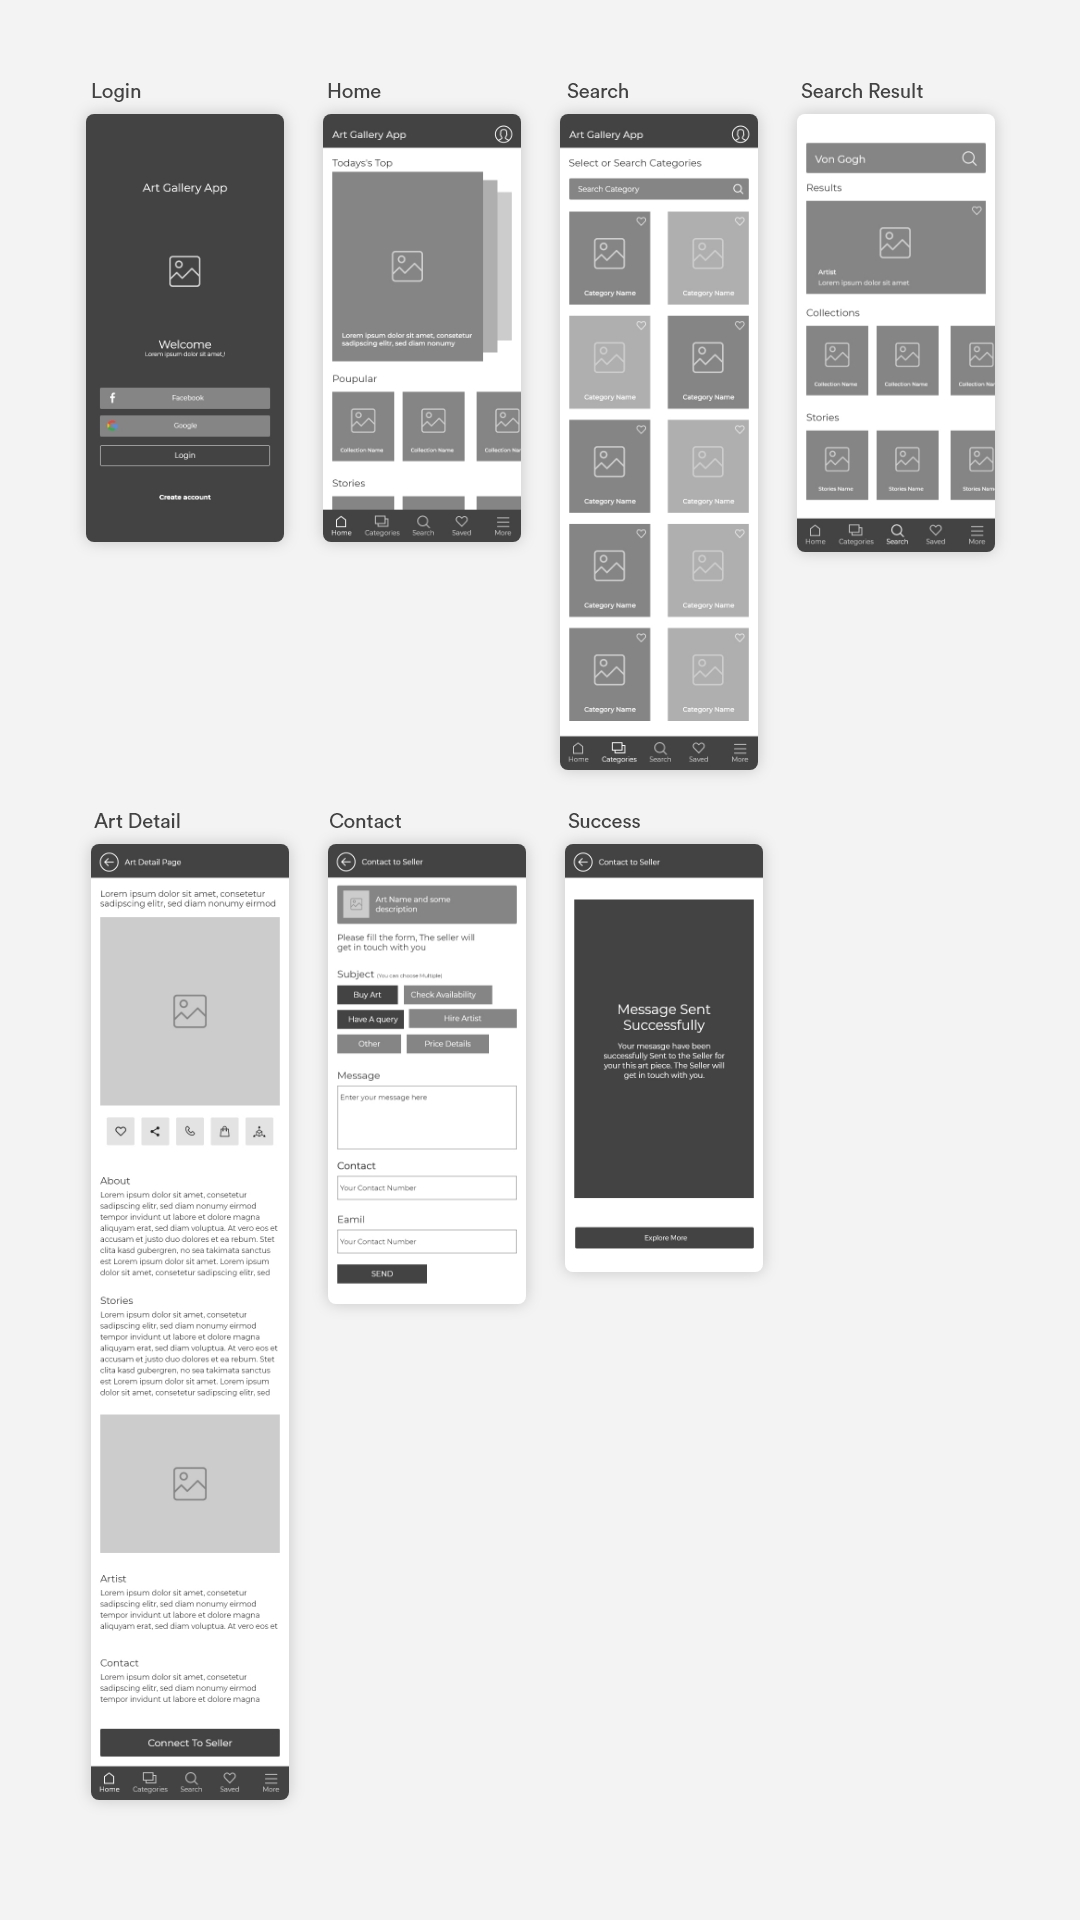 Login
Art Gallery App
Welcome
Lorem ipsum dolor sit amet,!
Facebook
Google
Login
Create account
Home
Art Gallery App
Todays's Top
Lorem ipsum dolor sit amet, consetetur
sadipscing elitr, sed diam nonumy
Poupular
Collection Name
Collection Name
Collection Na
Stories
Home
Categories
Search
Saved
More
Search
Art Gallery App
Select or Search Categories
Search Category
Category Name
Category Name
Category Name
Category Name
Category Name
Category Name
Category Name
Category Name
Category Name
Category Name
Home
Categories
Search
Saved
More
Search Result
Von Gogh
Results
Artist
Lorem ipsum dolor sit amet
Collections
Collection Name
Collection Name
Collection Nan
Stories
Stories Name
Stories Name
Stories Nam
Home
Categories
Search
Saved
More
Art Detail
Art Detail Page
Lorem ipsum dolor sit amet, consetetur
sadipscing elitr, sed diam nonumy eirmod
About
Lorem ipsum dolor sit amet, consetetur
sadipscing elitr, sed diam nonumy eirmod
tempor invidunt ut labore et dolore magna
aliquyam erat, sed diam voluptua. At vero eos et
accusam et justo duo dolores et ea rebum. Stet
clita kasd gubergren, no sea takimata sanctus
est Lorem ipsum dolor sit amet. Lorem ipsum
dolor sit amet, consetetur sadipscing elitr, sed
Stories
Lorem ipsum dolor sit amet, consetetur
sadipscing elitr, sed diam nonumy eirmod
tempor invidunt ut labore et dolore magna
aliquyam erat, sed diam voluptua. At vero eos et
accusam et justo duo dolores et ea rebum. Stet
clita kasd gubergren, no sea takimata sanctus
est Lorem ipsum dolor sit amet. Lorem ipsum
dolor sit amet, consetetur sadipscing elitr, sed
Artist
Lorem ipsum dolor sit amet, consetetur
sadipscing elitr, sed diam nonumy eirmod
tempor invidunt ut labore et dolore magna
aliquyam erat, sed diam voluptua. At vero eos et
Contact
Lorem ipsum dolor sit amet, consetetur
sadipscing elitr, sed diam nonumy eirmod
tempor invidunt ut labore et dolore magna
Connect To Seller
Home
Categories
Search
Saved
More
Contact
Contact to Seller
Art Name and some
description
Please fill the form, The seller will
get in touch with you
Subject (You can choose Multiple)
Buy Art
Check Availability
Have A query
Hire Artist
Other
Price Details
Message
Enter your message here
Contact
Your Contact Number
Eamil
Your Contact Number
SEND
Success
Contact to Seller
Message Sent
Successfully
Your mesasge have been
successfully Sent to the Seller for
your this art piece. The Seller will
get in touch with you.
Explore More